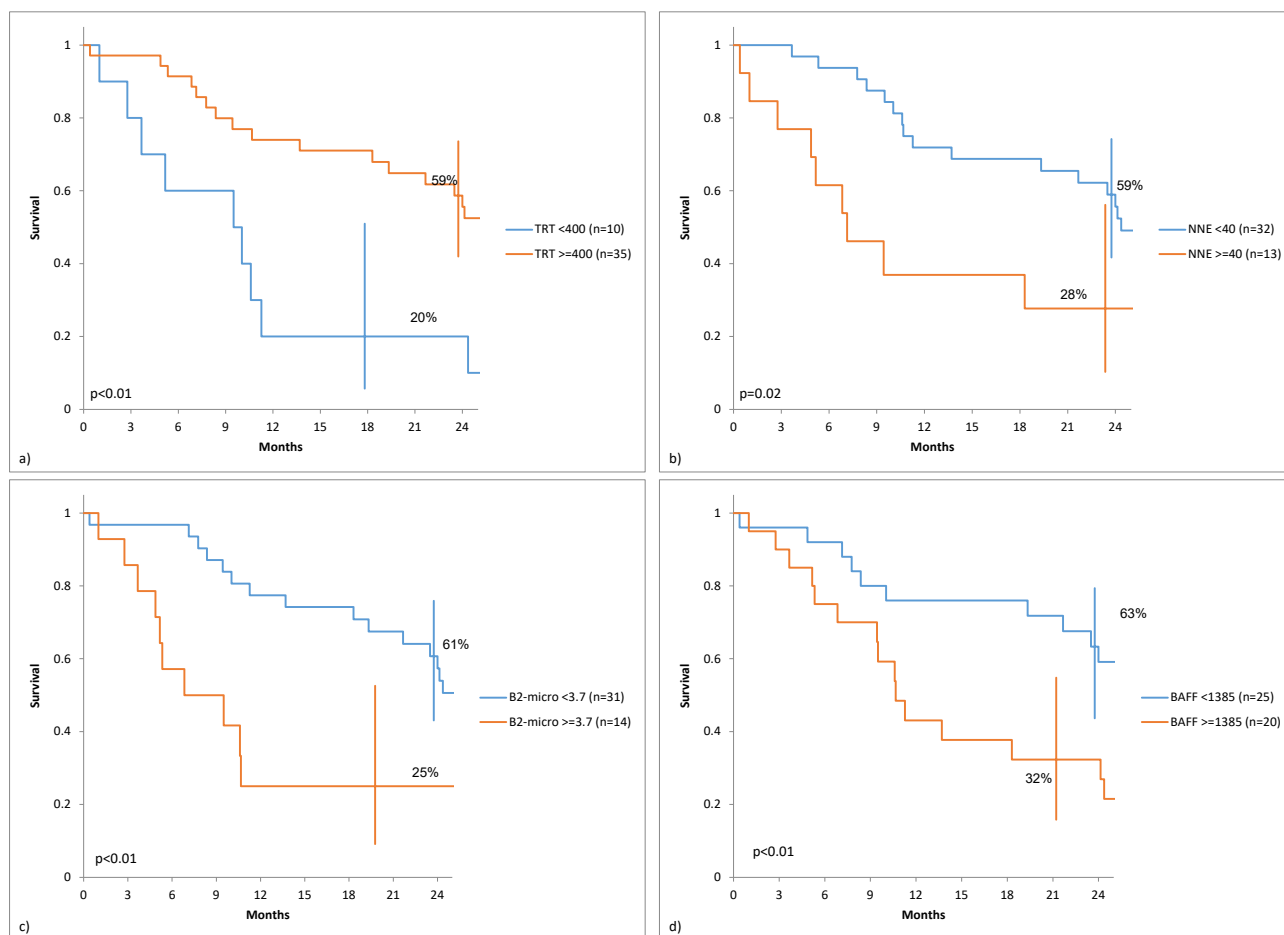 1
0.8
0.6
0.4
0.2
0
Survival
59%
20%
p<0.01
0 3 6 9 12 15 18 21 24
Months
TRT <400 (n=10)
TRT >=400 (n=35)
a)
1
0.8
0.6
0.4
0.2
0
Survival
59%
28%
p=0.02
0 3 6 9 12 15 18 21 24
Months
NNE <40 (n=32)
NNE >=40 (n=13)
b)
1
0.8
0.6
0.4
0.2
0
Survival
61%
25%
p<0.01
0 3 6 9 12 15 18 21 24
Months
B2-micro <3.7 (n=31)
B2-micro >=3.7 (n=14)
c)
1
0.8
0.6
0.4
0.2
0
Survival
63%
32%
p<0.01
0 3 6 9 12 15 18 21 24
Months
BAFF <1385 (n=25)
BAFF >=1385 (n=20)
d)